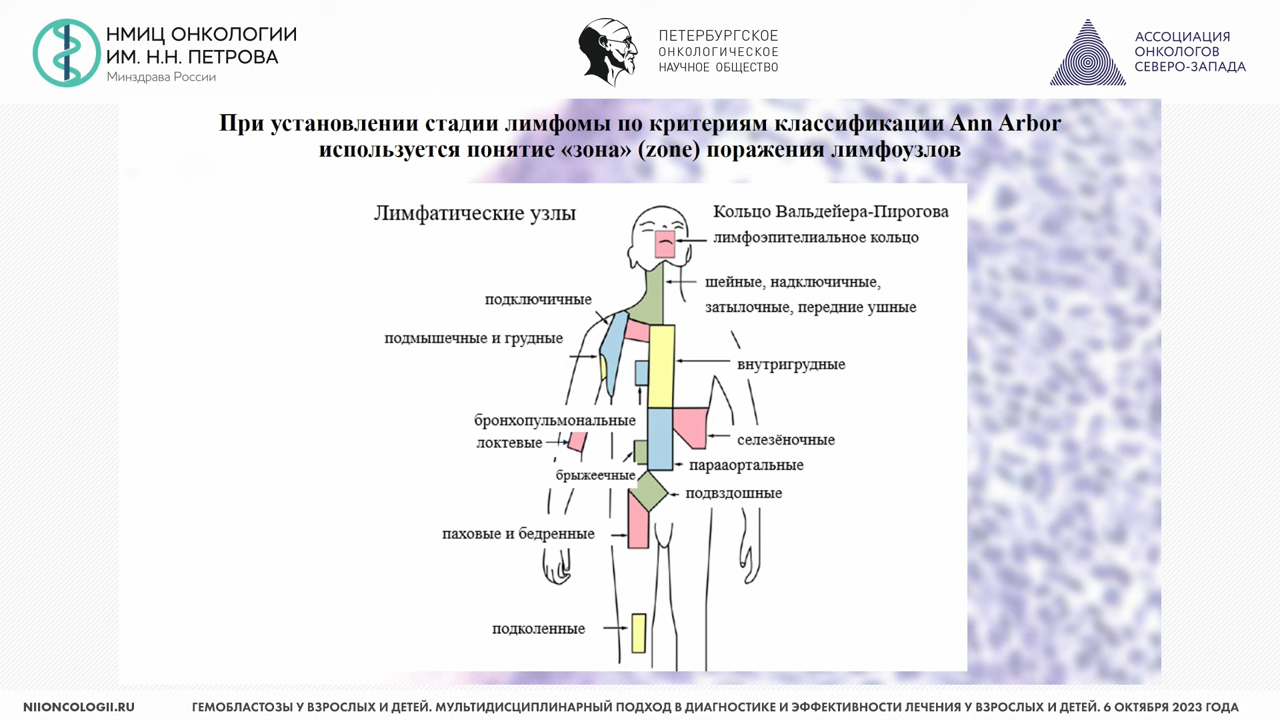 НМИЦ ОНКОЛОГИИ
ИМ. Н.Н. ПЕТРОВА
Минздрава России
ПЕТЕРБУРГСКОЕ
ОНКОЛОГИЧЕСКОЕ
НАУЧНОЕ ОБЩЕСТВО
АССОЦИАЦИЯ
ОНКОЛОГОВ
СЕВЕРО-ЗАПАДА
При установлении стадии лимфомы по критериям классификации Ann Arbor
используется понятие «зона» (zone) поражения лимфоузлов
Лимфатические узлы
Кольцо Вальдейера-Пирогова
лимфоэпителиальное кольцо
шейные, надключичные,
затылочные, передние ушные
подключичные
подмышечные и грудные
внутригрудные
бронхопульмональные
локтевые
селезёночные
парааортальные
брыжеечные
подвздошные
паховые и бедренные
подколенные
NIIONCOLOGII.RU
ГЕМОБЛАСТОЗЫ У ВЗРОСЛЫХ И ДЕТЕЙ. МУЛЬТИДИСЦИПЛИНАРНЫЙ ПОДХОД В ДИАГНОСТИКЕ И ЭФФЕКТИВНОСТИ ЛЕЧЕНИЯ У ВЗРОСЛЫХ И ДЕТЕЙ. 6 ОКТЯБРЯ 2023 ГОДА